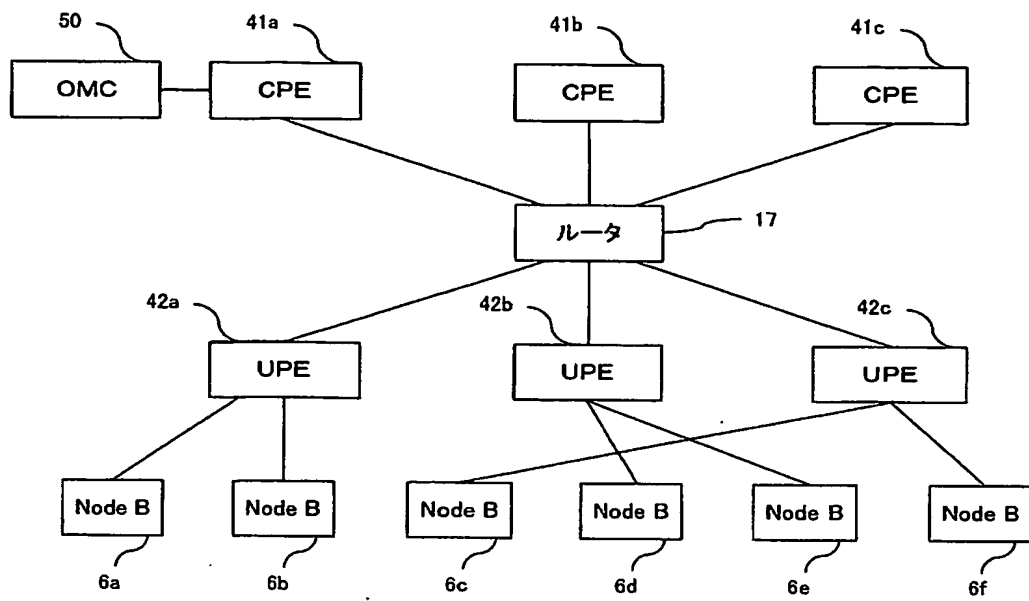 50
41a
41b
41c
OMC
CPE
CPE
CPE
ルータ
17
42a
42b
42c
UPE
UPE
UPE
Node B
Node B
Node B
Node B
Node B
Node B
6a
6b
6c
6d
6e
6f